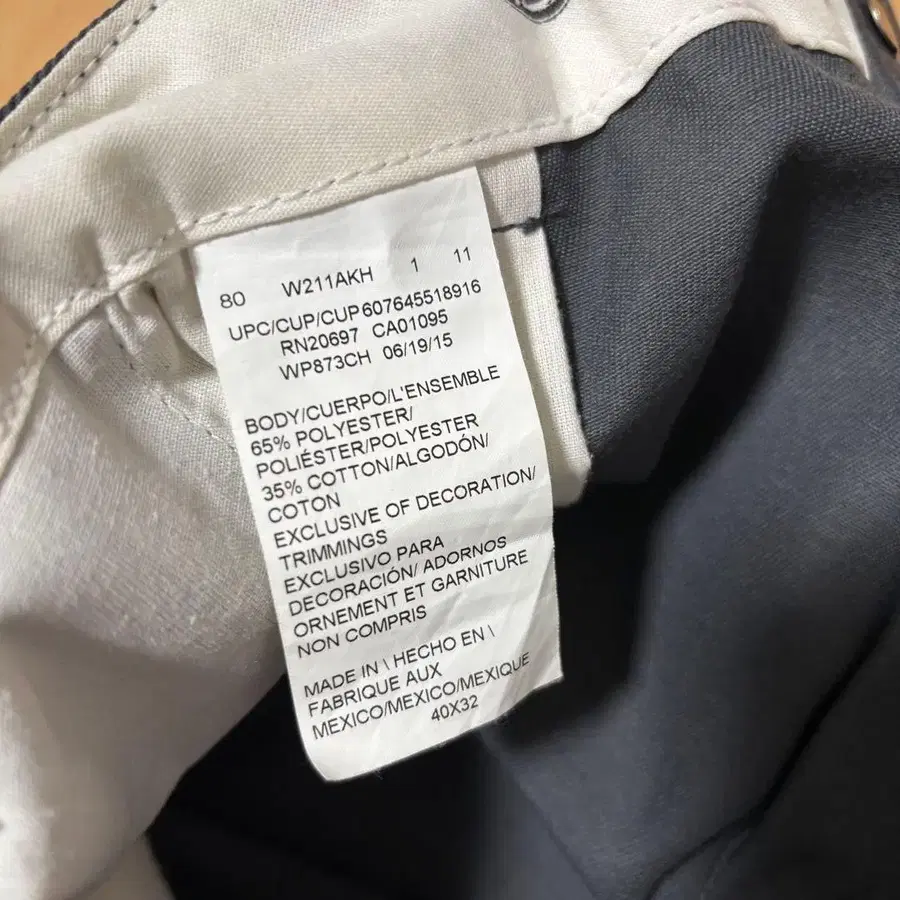 80 W211AKH 1 11
UPC/CUP/CUP607645518916
RN20697 CA01095
WP873CH 06/19/15
BODY/CUERPO/L'ENSEMBLE
65% POLYESTER/
POLIÉSTER/POLYESTER
35% COTTON/ALGODÓN/
COTON
EXCLUSIVE OF DECORATION/
TRIMMINGS
EXCLUSIVO PARA
DECORACIÓN/ ADORNOS
ORNEMENT ET GARNITURE
NON COMPRIS
MADE IN \ HECHO EN \
FABRIQUE AUX
MEXICO/MEXICO/MEXIQUE
40X32